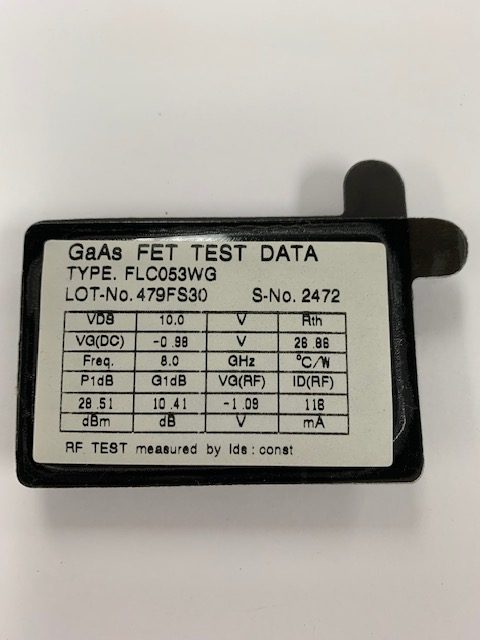 GaAs FET TEST DATA
TYPE. FLC053WG
LOT-No. 479FS30 S-No. 2472
VDS 10.0 V Rth
VG(DC) -0.98 V 26.86
Freq. 8.0 GHz °C/W
P1dB G1dB VG(RF) ID(RF)
28.51 10.41 -1.09 116
dBm dB V mA
RF TEST measured by Ids : const